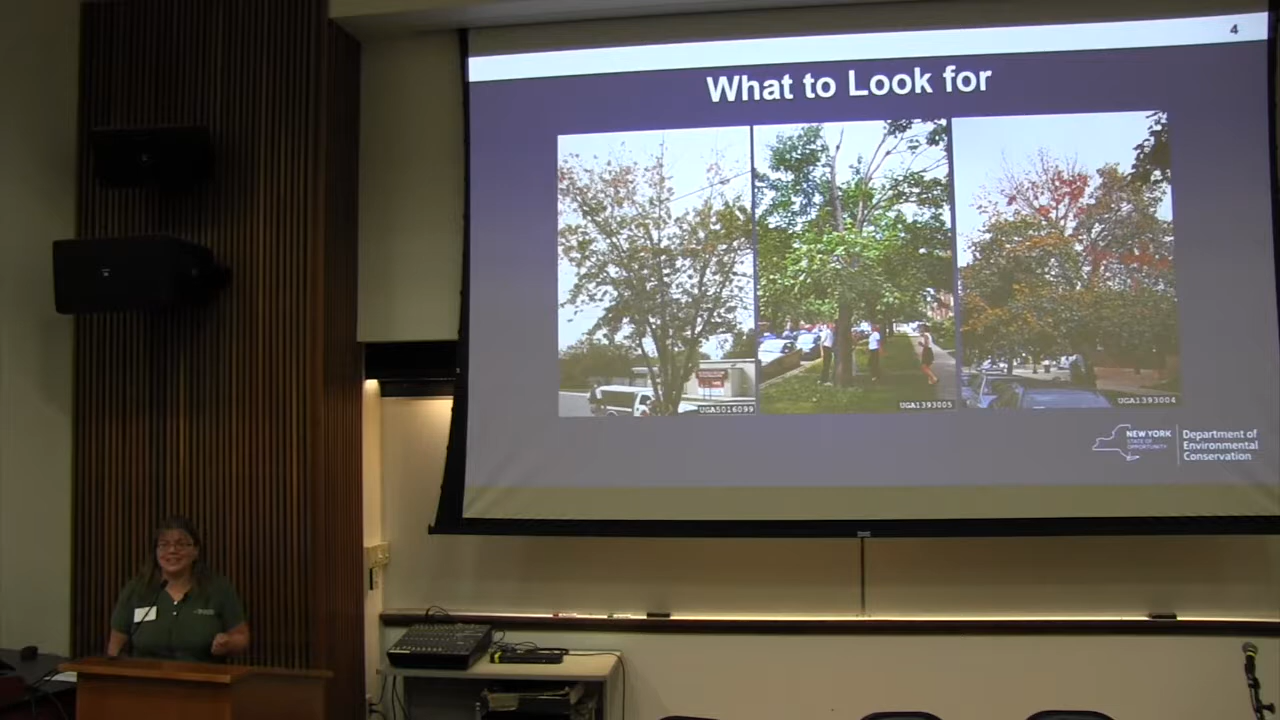 4
What to Look for
UGA5016099
UGA1393005
UGA1393004
NEW YORK
STATE OF
OPPORTUNITY
Department of
Environmental
Conservation